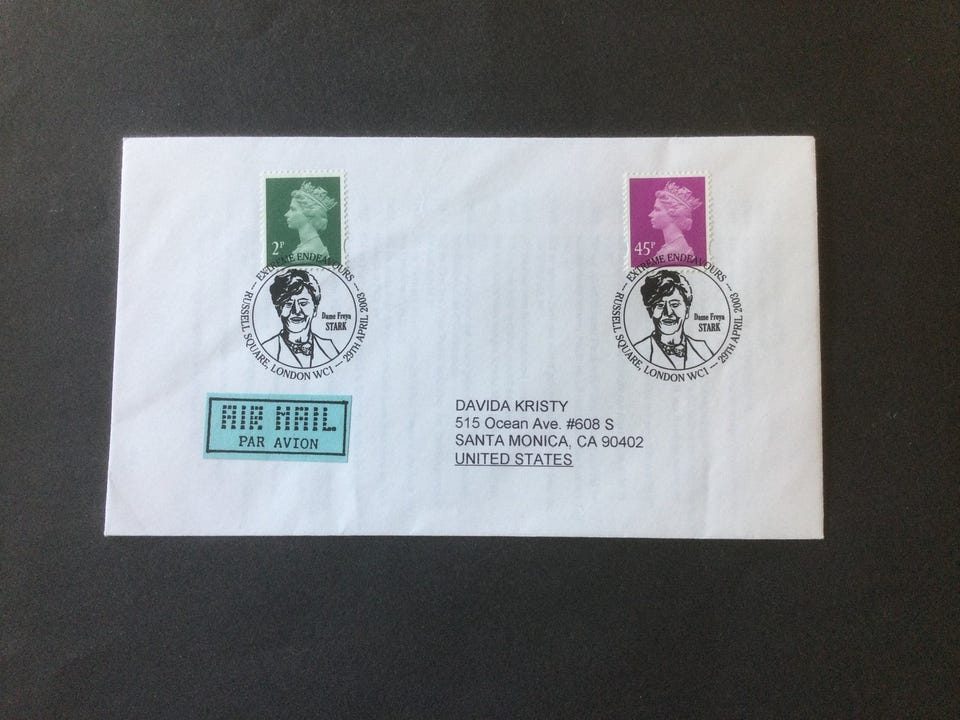 2P
45P
EXTREME ENDEAVOURS — RUSSELL SQUARE, LONDON WC1 — 29TH APRIL 2003 —
Dame Freya
STARK
EXTREME ENDEAVOURS — RUSSELL SQUARE, LONDON WC1 — 29TH APRIL 2003 —
Dame Freya
STARK
AIR MAIL
PAR AVION
DAVIDA KRISTY
515 Ocean Ave. #608 S
SANTA MONICA, CA 90402
UNITED STATES